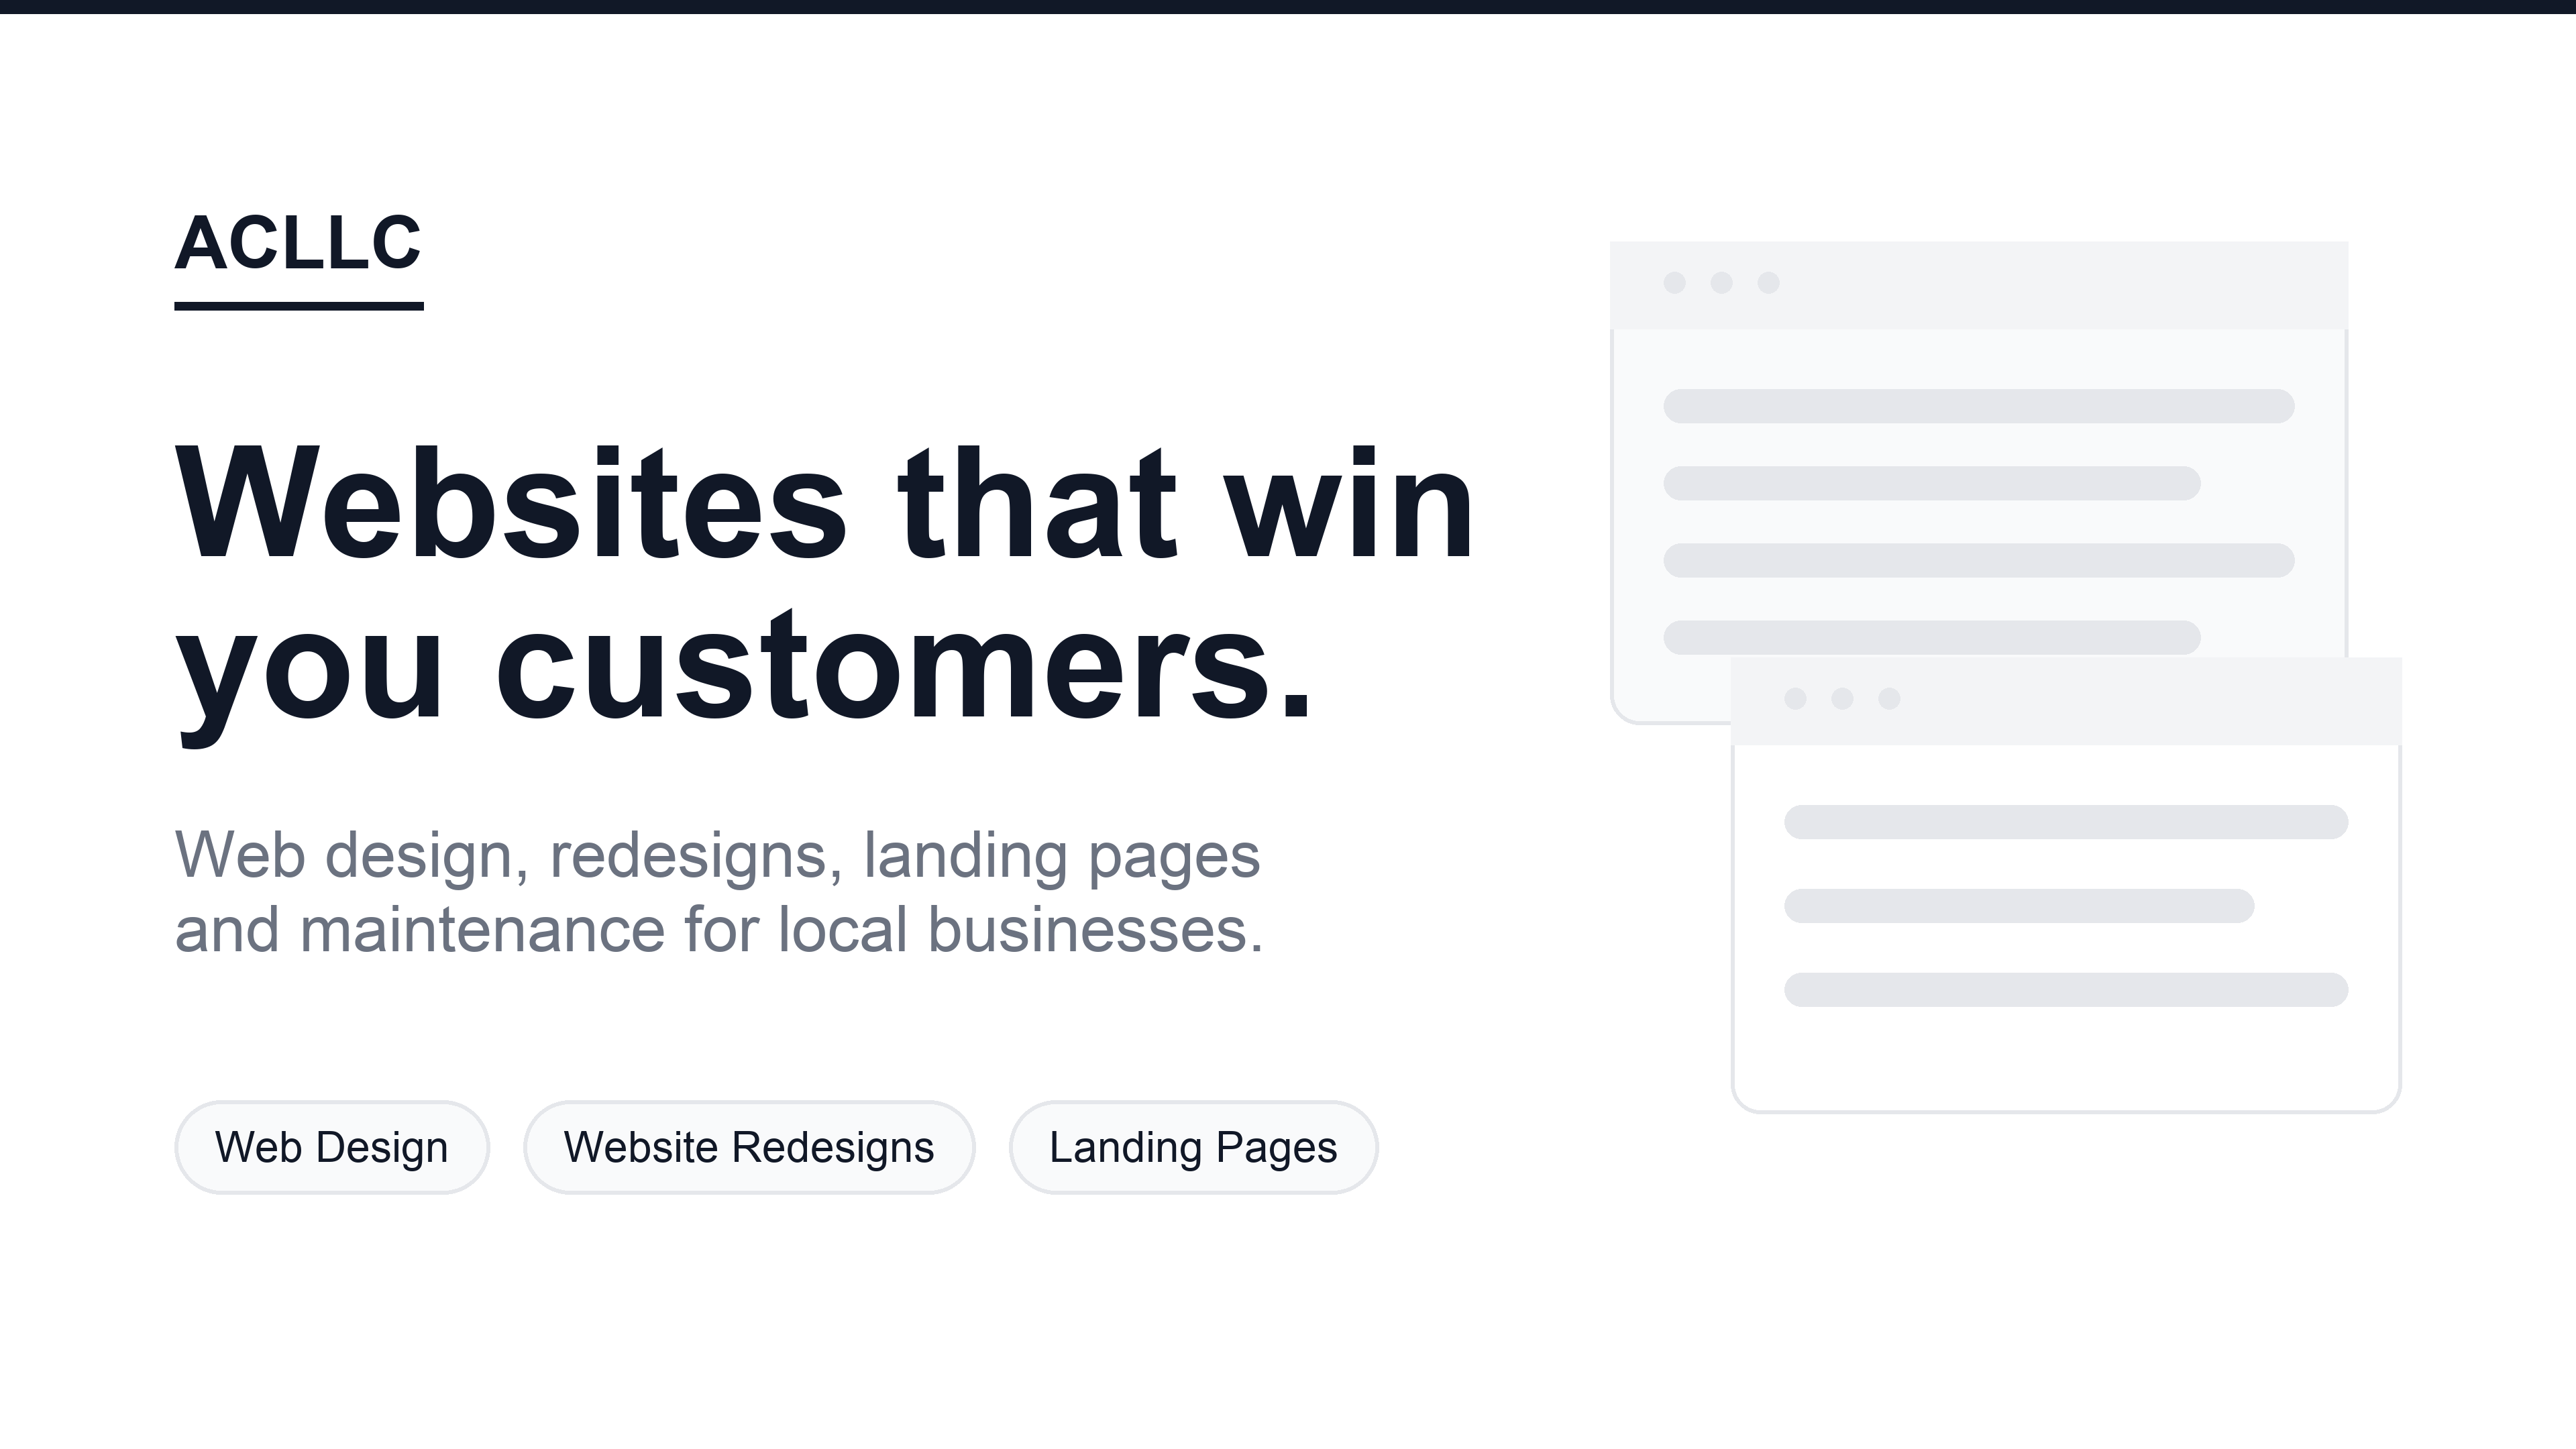 ACLLC
Websites that win
you customers.
Web design, redesigns, landing pages
and maintenance for local businesses.
Web Design
Website Redesigns
Landing Pages